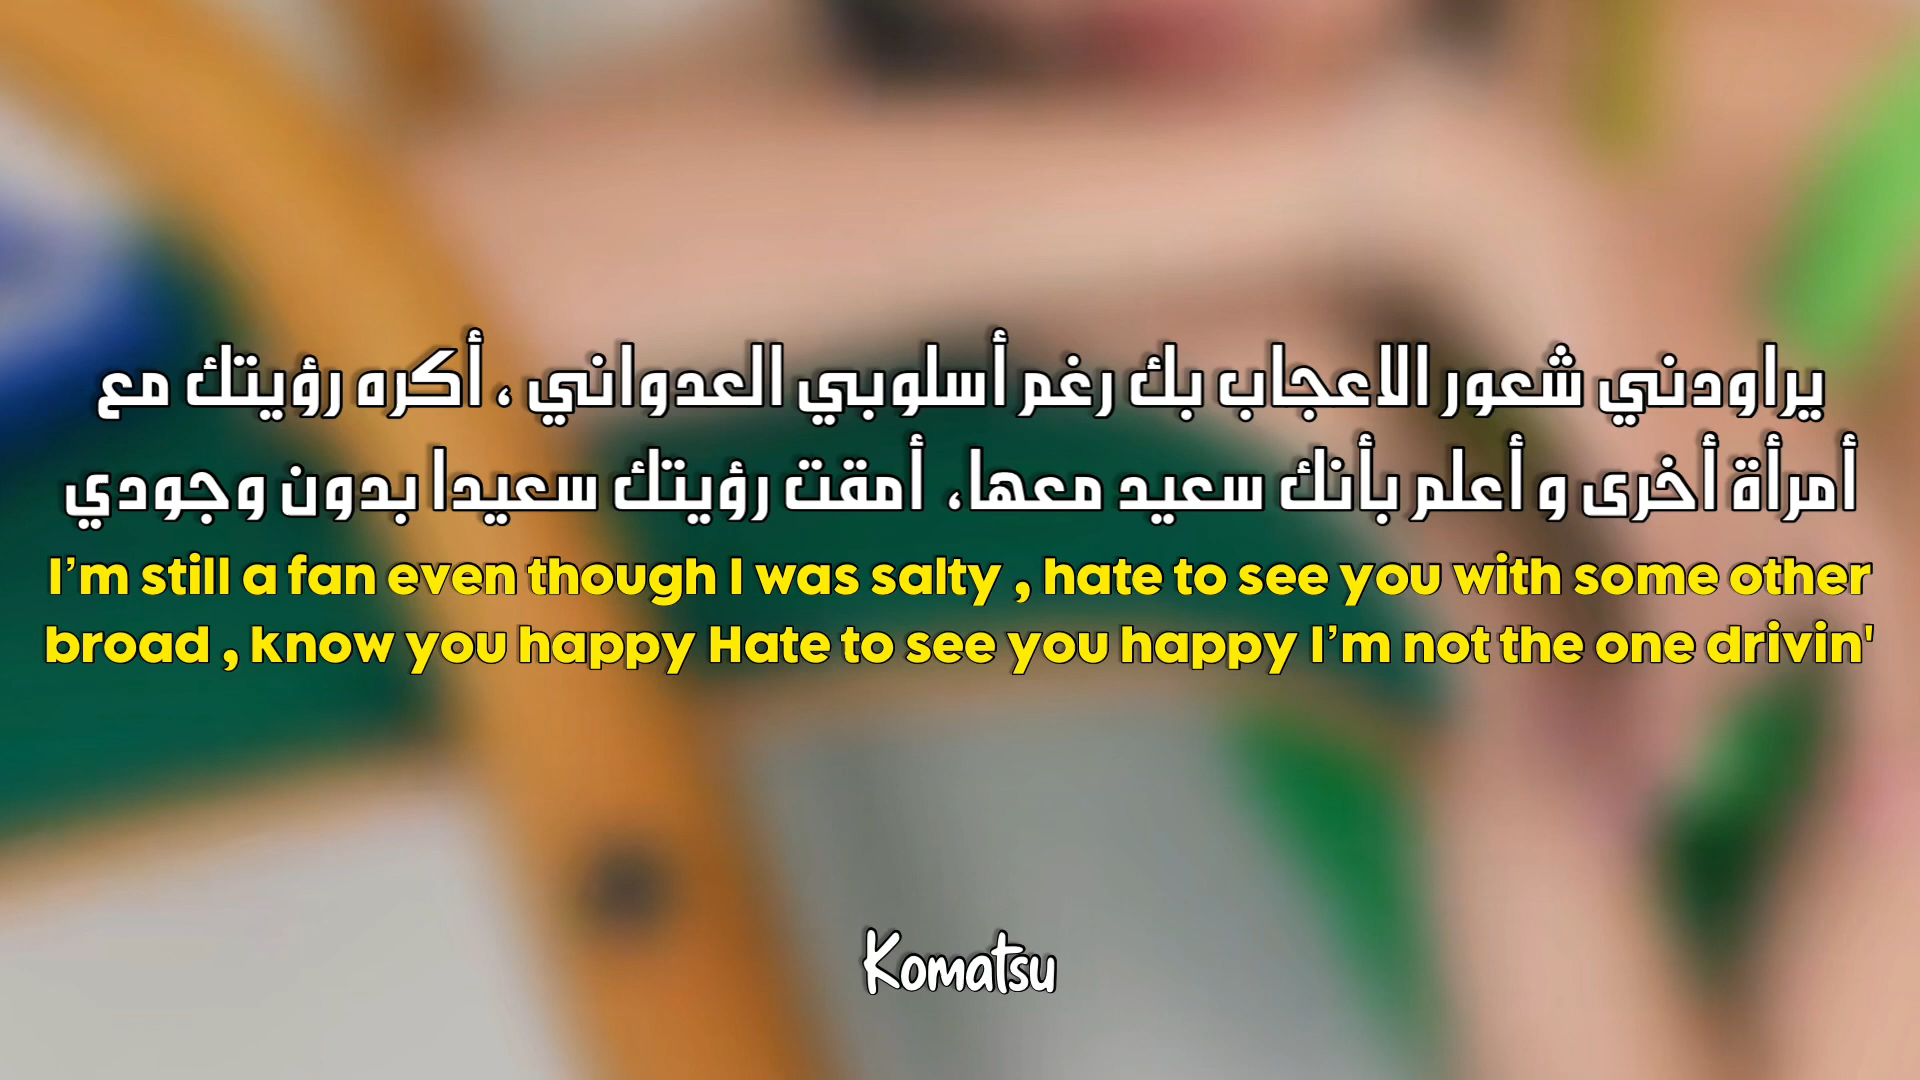 يراودني شعور الاعجاب بك رغم أسلوبي العدواني ، أكره رؤيتك مع
أمرأة أخرى و أعلم بأنك سعيد معها، أمقت رؤيتك سعيدا بدون وجودي
I'm still a fan even though I was salty , hate to see you with some other
broad , know you happy Hate to see you happy I'm not the one drivin'
Komatsu